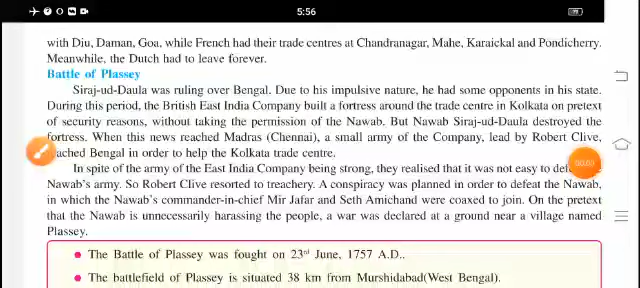 5:56
with Diu, Daman, Goa, while French had their trade centres at Chandranagar, Mahe, Karaickal and Pondicherry.
Meanwhile, the Dutch had to leave forever.
Battle of Plassey
Siraj-ud-Daula was ruling over Bengal. Due to his impulsive nature, he had some opponents in his state.
During this period, the British East India Company built a fortress around the trade centre in Kolkata on pretext
of security reasons, without taking the permission of the Nawab. But Nawab Siraj-ud-Daula destroyed the
fortress. When this news reached Madras (Chennai), a small army of the Company, lead by Robert Clive,
ached Bengal in order to help the Kolkata trade centre.
In spite of the army of the East India Company being strong, they realised that it was not easy to
00:03
Nawab's army. So Robert Clive resorted to treachery. A conspiracy was planned in order to defeat the Nawab,
in which the Nawab's commander-in-chief Mir Jafar and Seth Amichand were coaxed to join. On the pretext
that the Nawab is unnecessarily harassing the people, a war was declared at a ground near a village named
Plassey.
• The Battle of Plassey was fought on 23rd June, 1757 A.D..
• The battlefield of Plassey is situated 38 km from Murshidabad(West Bengal).